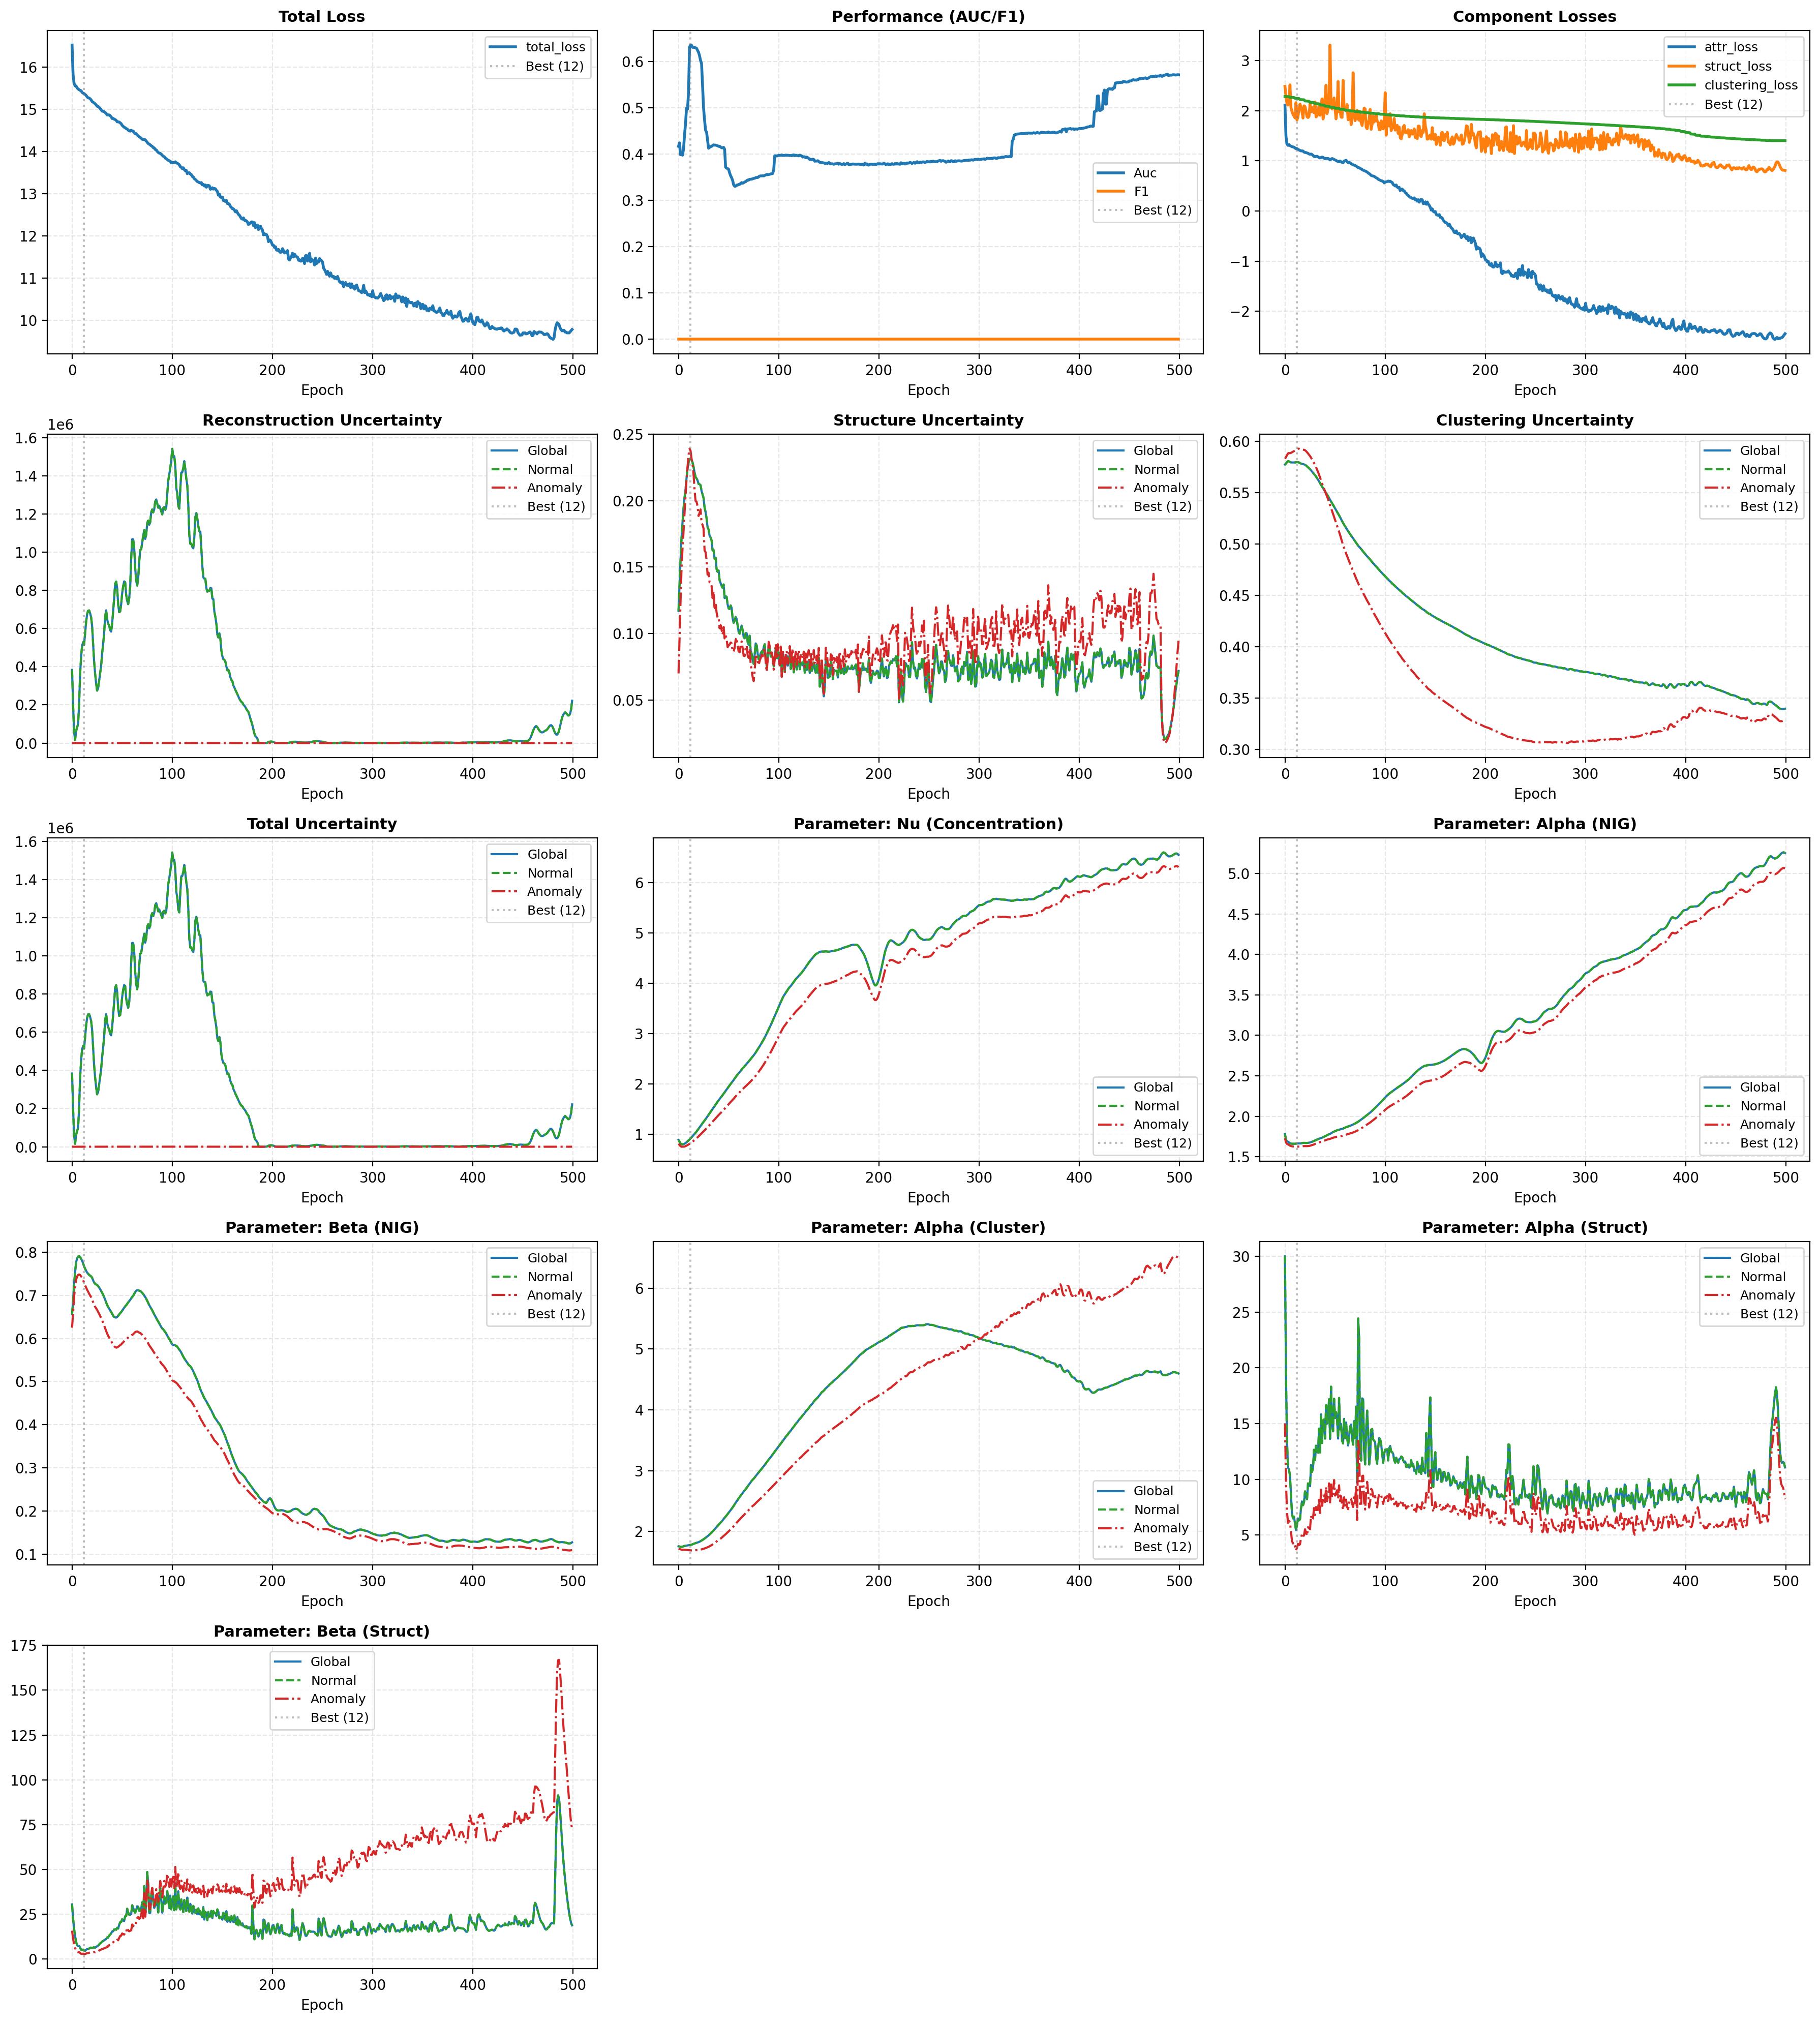 Total Loss
16
15
14
13
12
11
10
total_loss
Best (12)
0 100 200 300 400 500
Epoch
Performance (AUC/F1)
0.6
0.5
0.4
0.3
0.2
0.1
0.0
Auc
F1
Best (12)
0 100 200 300 400 500
Epoch
Component Losses
3
2
1
0
−1
−2
attr_loss
struct_loss
clustering_loss
Best (12)
0 100 200 300 400 500
Epoch
Reconstruction Uncertainty
1e6
1.6
1.4
1.2
1.0
0.8
0.6
0.4
0.2
0.0
Global
Normal
Anomaly
Best (12)
0 100 200 300 400 500
Epoch
Structure Uncertainty
0.25
0.20
0.15
0.10
0.05
Global
Normal
Anomaly
Best (12)
0 100 200 300 400 500
Epoch
Clustering Uncertainty
0.60
0.55
0.50
0.45
0.40
0.35
0.30
Global
Normal
Anomaly
Best (12)
0 100 200 300 400 500
Epoch
Total Uncertainty
1e6
1.6
1.4
1.2
1.0
0.8
0.6
0.4
0.2
0.0
Global
Normal
Anomaly
Best (12)
0 100 200 300 400 500
Epoch
Parameter: Nu (Concentration)
6
5
4
3
2
1
Global
Normal
Anomaly
Best (12)
0 100 200 300 400 500
Epoch
Parameter: Alpha (NIG)
5.0
4.5
4.0
3.5
3.0
2.5
2.0
1.5
Global
Normal
Anomaly
Best (12)
0 100 200 300 400 500
Epoch
Parameter: Beta (NIG)
0.8
0.7
0.6
0.5
0.4
0.3
0.2
0.1
Global
Normal
Anomaly
Best (12)
0 100 200 300 400 500
Epoch
Parameter: Alpha (Cluster)
6
5
4
3
2
Global
Normal
Anomaly
Best (12)
0 100 200 300 400 500
Epoch
Parameter: Alpha (Struct)
30
25
20
15
10
5
Global
Normal
Anomaly
Best (12)
0 100 200 300 400 500
Epoch
Parameter: Beta (Struct)
175
150
125
100
75
50
25
0
Global
Normal
Anomaly
Best (12)
0 100 200 300 400 500
Epoch